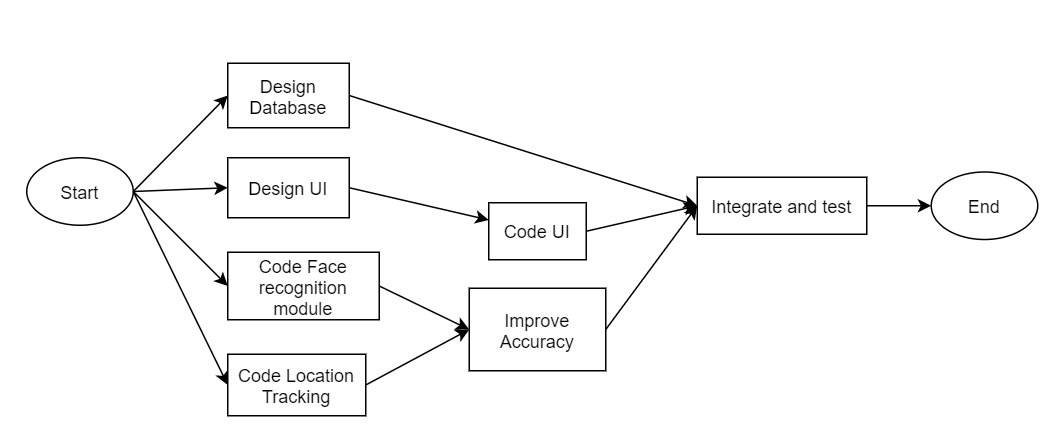 Start
Design
Database
Design UI
Code Face
recognition
module
Code Location
Tracking
Code UI
Improve
Accuracy
Integrate and test
End